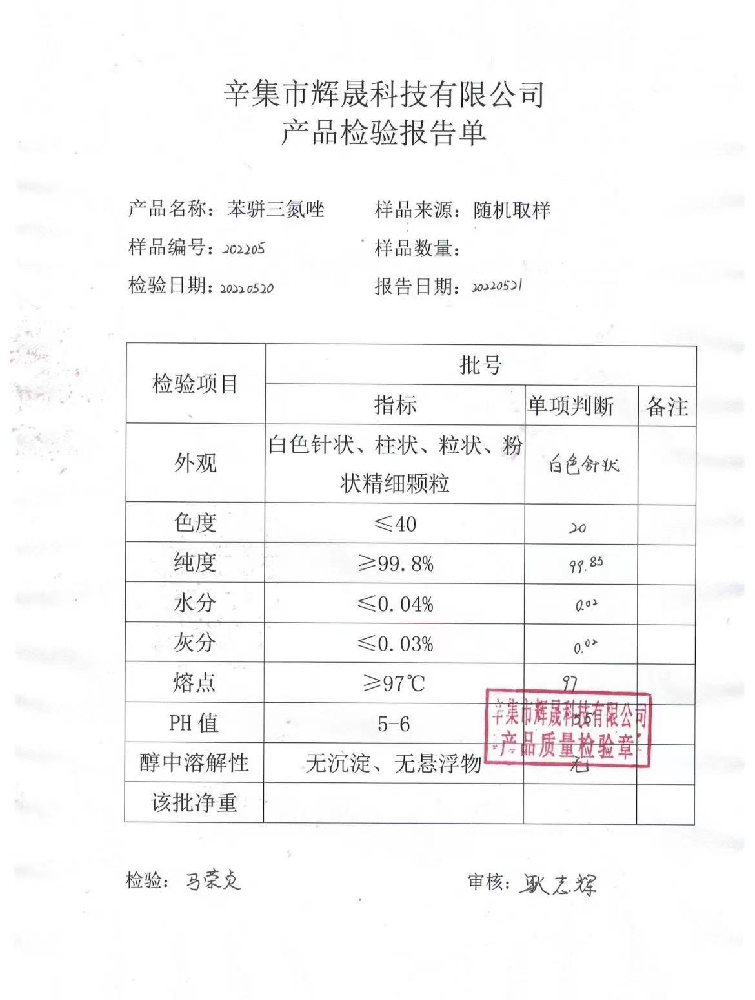 辛集市辉晟科技有限公司
产品检验报告单
产品名称：苯骈三氮唑 样品来源：随机取样
样品编号：202205 样品数量：
检验日期：20220520 报告日期：20220521
检验项目 批号
指标 单项判断 备注
外观 白色针状、柱状、粒状、粉状精细颗粒 白色针状
色度 ≤40 20
纯度 ≥99.8% 99.85
水分 ≤0.04% 0.02
灰分 ≤0.03% 0.02
熔点 ≥97℃ 97
PH 值 5-6 5.5
醇中溶解性 无沉淀、无悬浮物 无
该批净重
辛集市辉晟科技有限公司
产品质量检验章
检验：马荣贞 审核：耿志辉